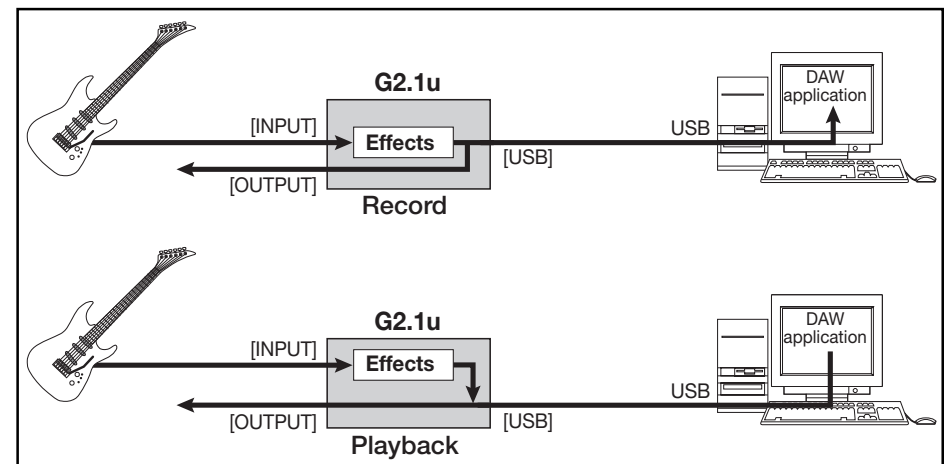 G2.1u
[INPUT]
Effects
[OUTPUT]
[USB]
USB
DAW
application
Record
G2.1u
[INPUT]
Effects
[OUTPUT]
[USB]
USB
DAW
application
Playback